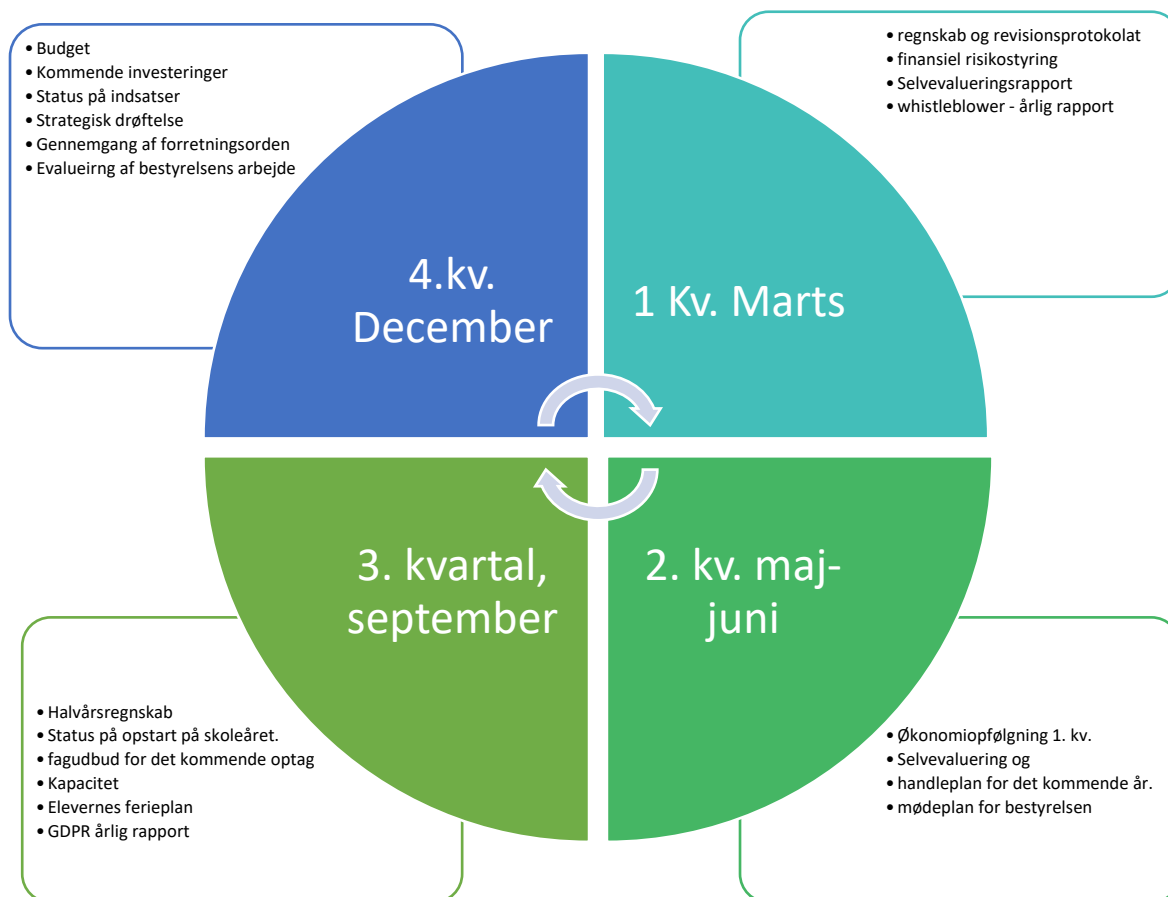 • Budget
• Kommende investeringer
• Status på indsatser
• Strategisk drøftelse
• Gennemgang af forretningsorden
• Evalueirng af bestyrelsens arbejde
• regnskab og revisionsprotokolat
• finansiel risikostyring
• Selvevalueringsrapport
• whistleblower - årlig rapport
4.kv.
December
1 Kv. Marts
3. kvartal,
september
2. kv. maj-
juni
• Halvårsregnskab
• Status på opstart på skoleåret.
• fagudbud for det kommende optag
• Kapacitet
• Elevernes ferieplan
• GDPR årlig rapport
• Økonomiopfølgning 1. kv.
• Selvevaluering og
• handleplan for det kommende år.
• mødeplan for bestyrelsen